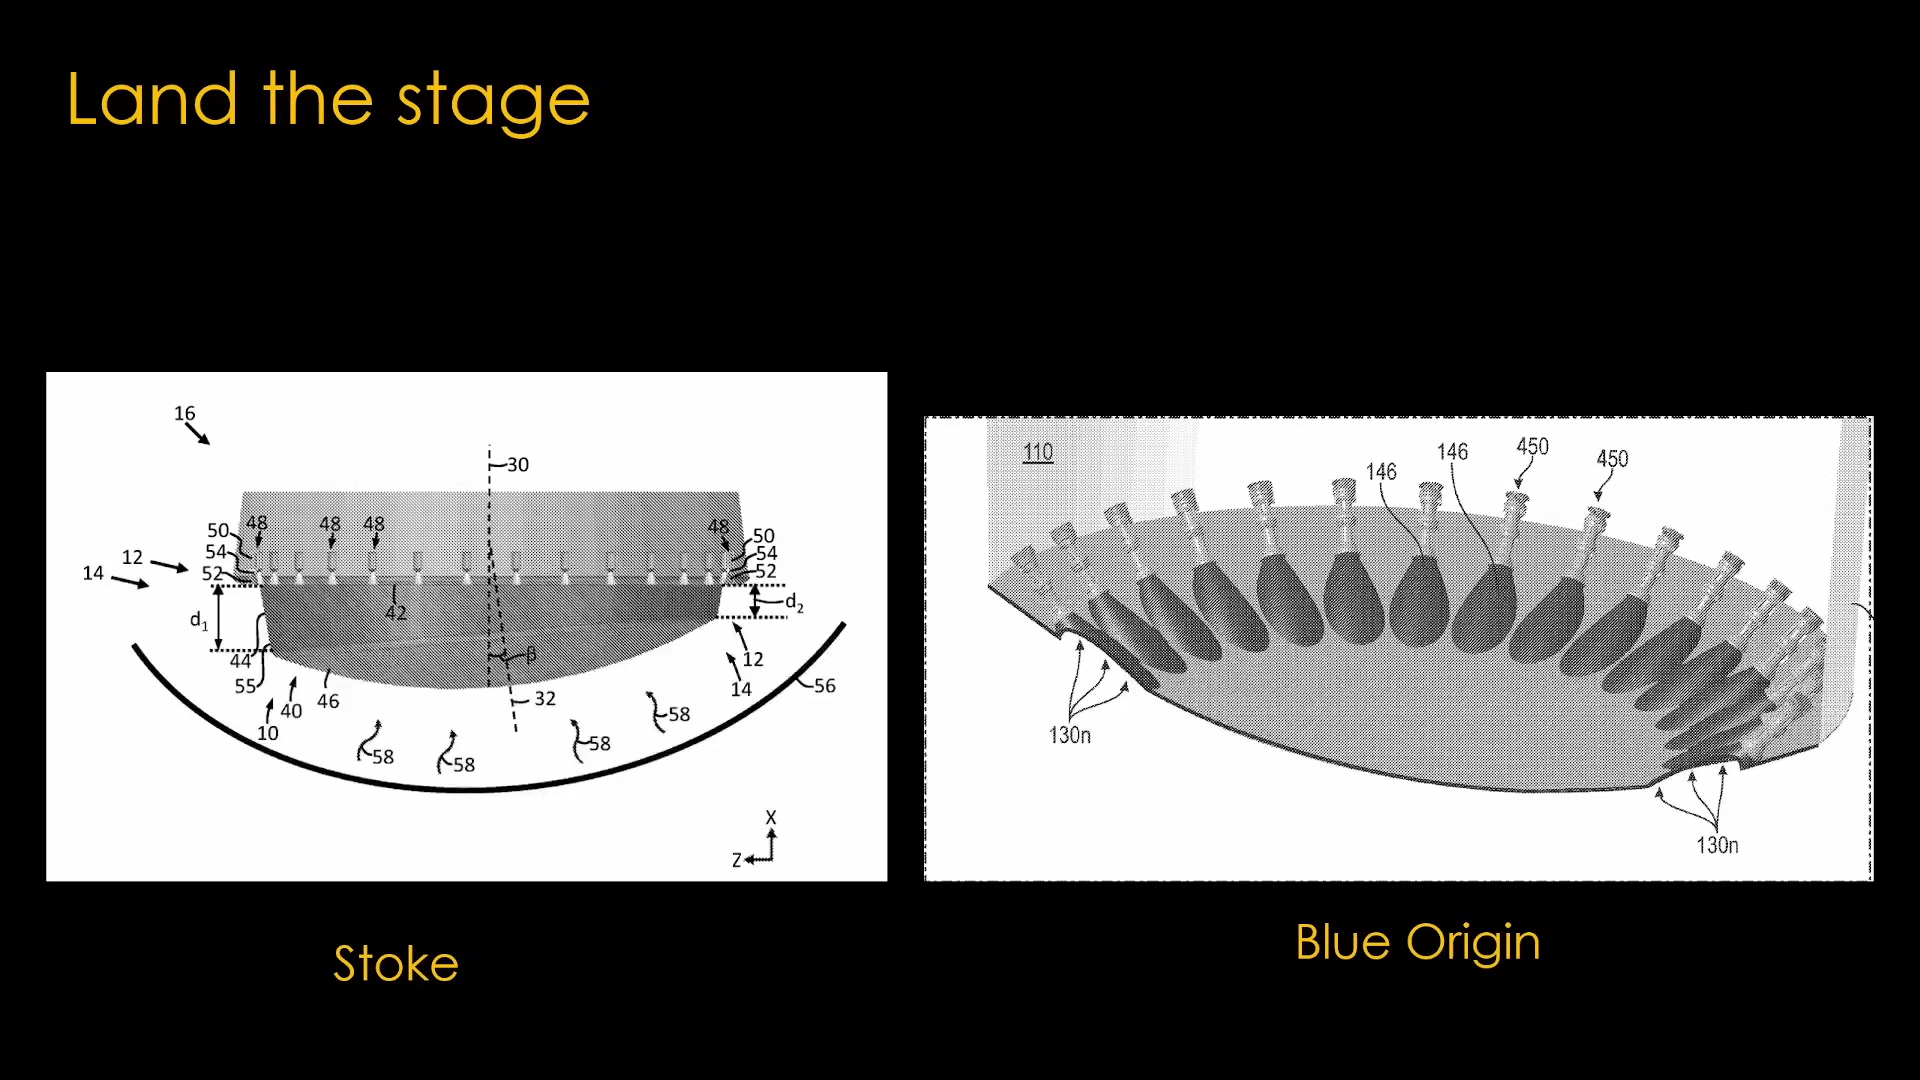 Land the stage
16
30
48 48 48 48
50 50
54 54
12
52 52
14
d1
42
d2
44
β
12
55
46
40
32
14
56
10
58
58
58
58
X
Z
Stoke
110
146
146
450
450
130n
130n
Blue Origin